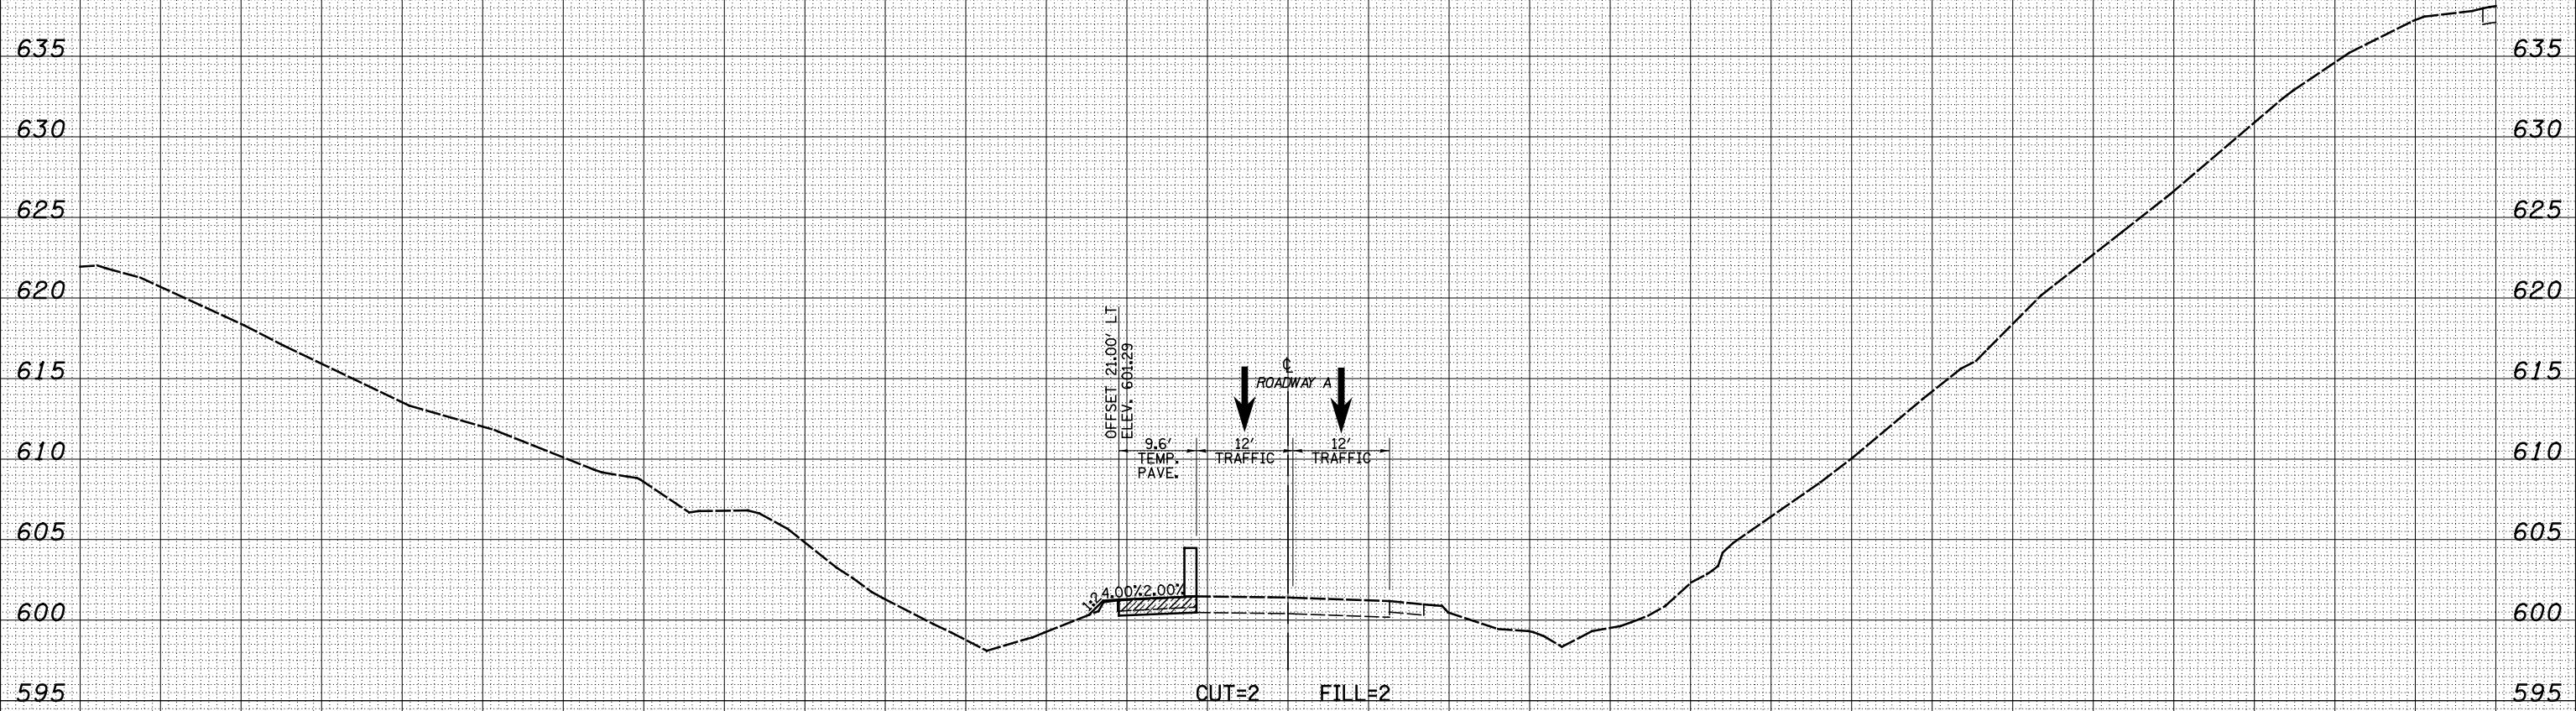 635 635
630 630
625 625
620 620
OFFSET 21.00' LT
ELEV. 601.29
℄
615 ROADWAY A 615
9.6' 12' 12'
610 TEMP. TRAFFIC TRAFFIC 610
PAVE.
605 605
1:2 4.00% 2.00%
600 600
595 CUT=2 FILL=2 595